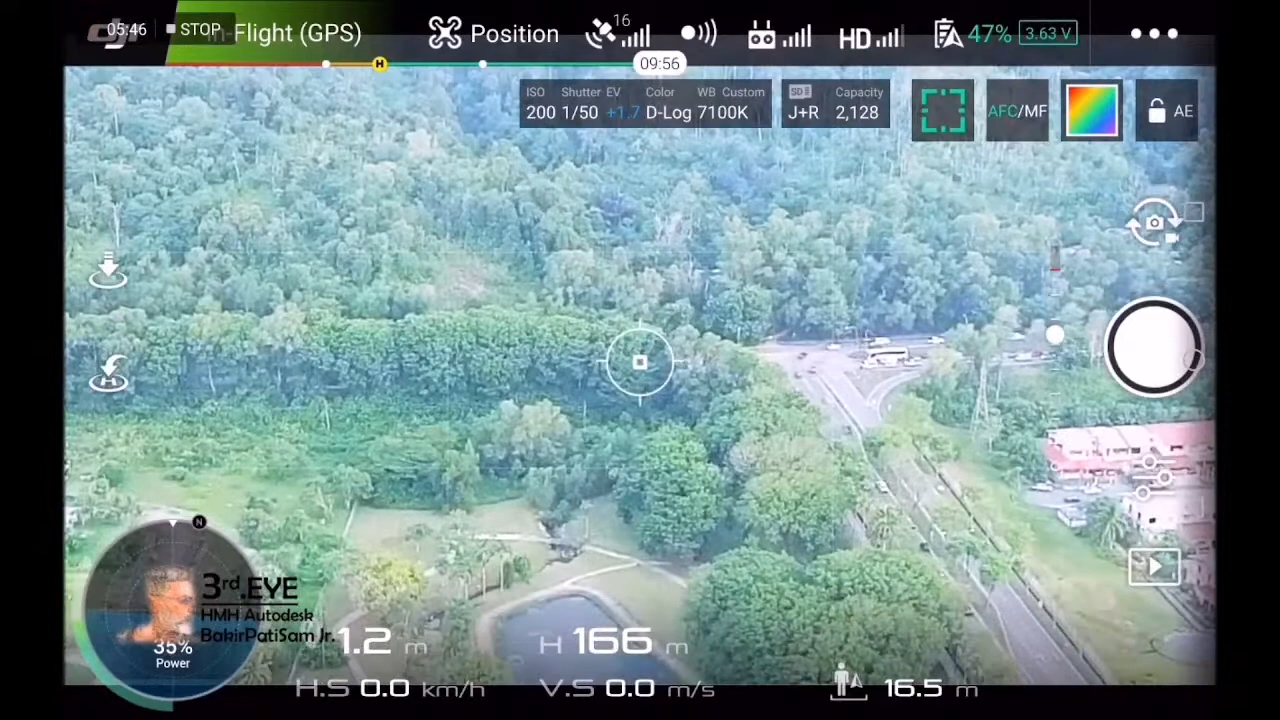 05:46 STOP
In-Flight (GPS)
Position
16
HD
47%
3.63 V
H
09:56
ISO Shutter EV Color WB Custom
200 1/50 +1.7 D-Log 7100K
SD Capacity
J+R 2,128
AFC/MF
AE
N
3rd.EYE
HMH Autodesk
BakirPatiSam Jr.
35%
Power
1.2 m
H 166 m
H.S 0.0 km/h
V.S 0.0 m/s
16.5 m